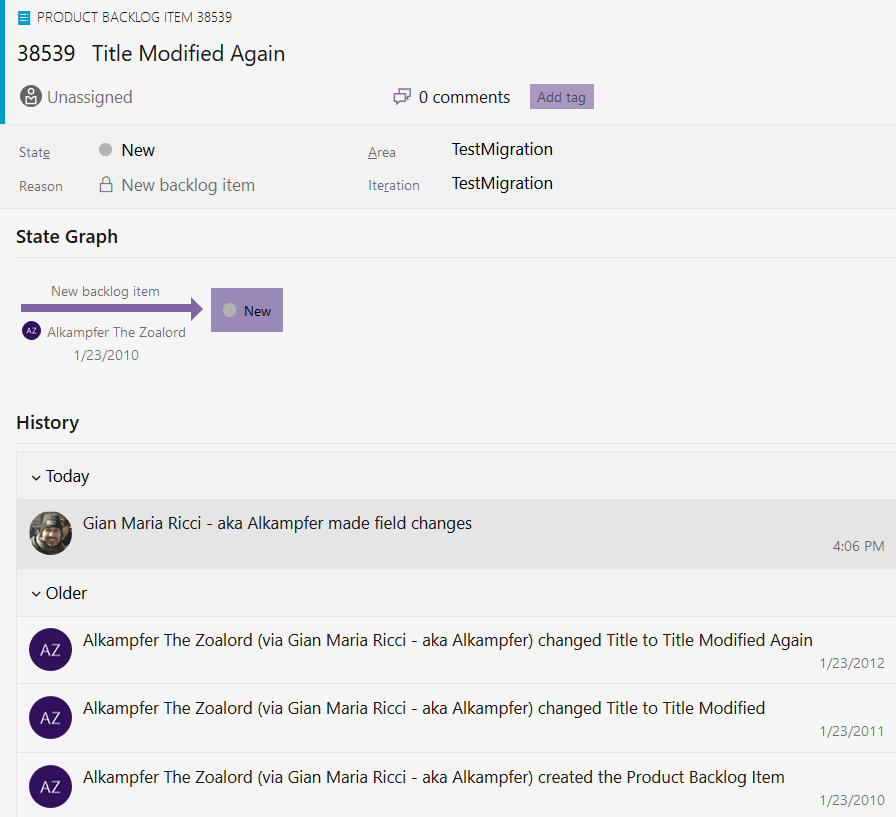 PRODUCT BACKLOG ITEM 38539
38539 Title Modified Again
Unassigned
0 comments
Add tag
State
New
Area
TestMigration
Reason
New backlog item
Iteration
TestMigration
State Graph
New backlog item
New
AZ Alkampfer The Zoalord
1/23/2010
History
Today
Gian Maria Ricci - aka Alkampfer made field changes
4:06 PM
Older
AZ
Alkampfer The Zoalord (via Gian Maria Ricci - aka Alkampfer) changed Title to Title Modified Again
1/23/2012
AZ
Alkampfer The Zoalord (via Gian Maria Ricci - aka Alkampfer) changed Title to Title Modified
1/23/2011
AZ
Alkampfer The Zoalord (via Gian Maria Ricci - aka Alkampfer) created the Product Backlog Item
1/23/2010